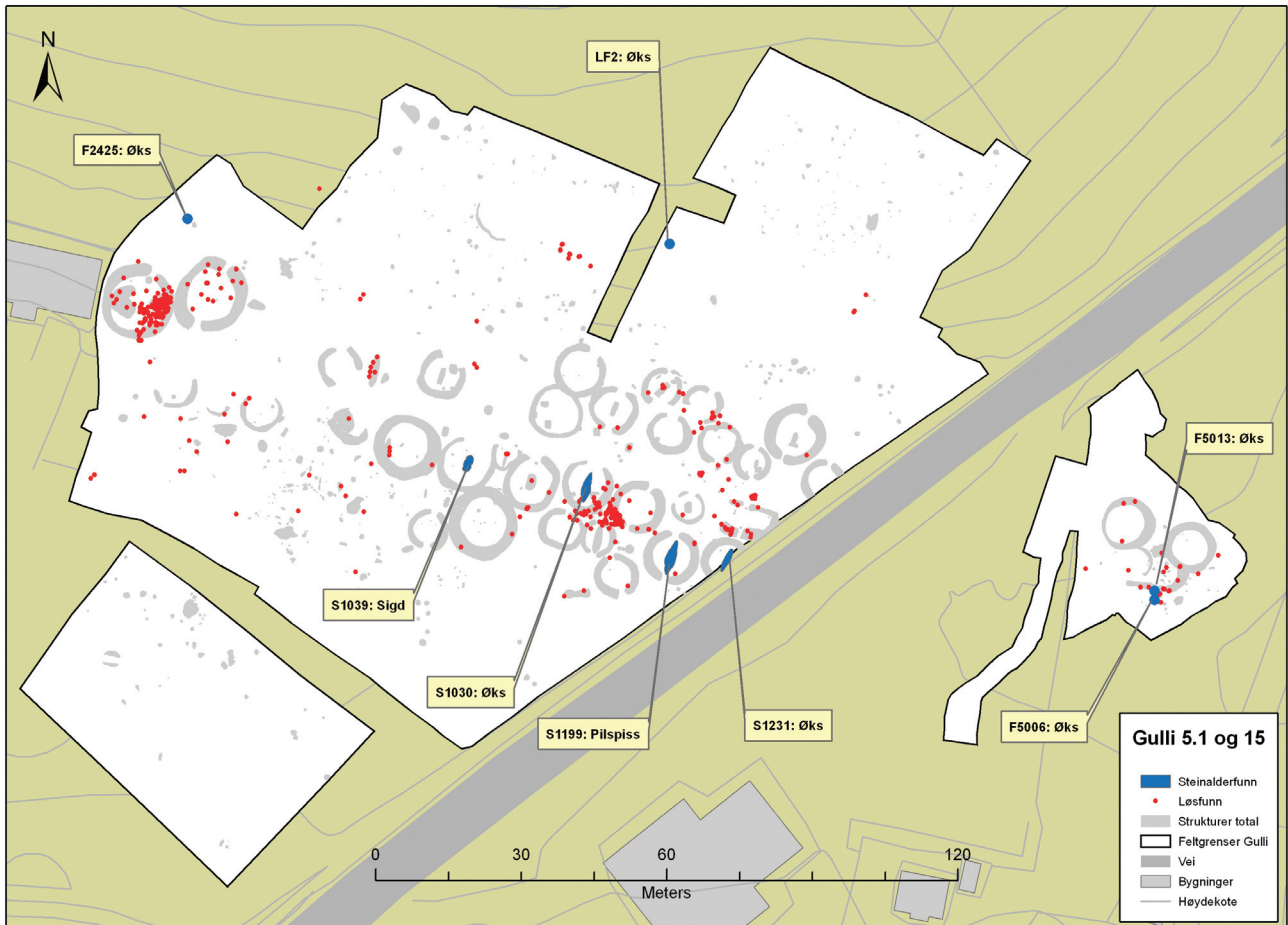 N
LF2: Øks
F2425: Øks
F5013: Øks
S1039: Sigd
S1030: Øks
S1199: Pilspiss
S1231: Øks
F5006: Øks
Gulli 5.1 og 15
Steinalderfunn
Løsfunn
Strukturer total
Feltgrenser Gulli
Vei
Bygninger
Høydekote
0 30 60 120
Meters